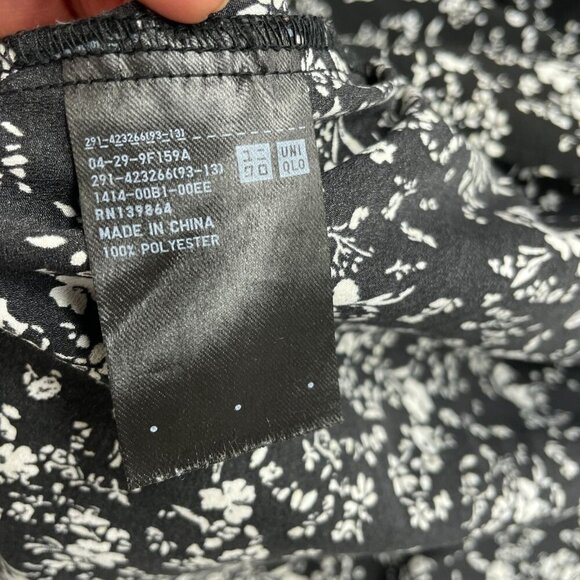 291-423266(93-13)
04-29-9F159A
291-423266(93-13)
1414-00B1-00EE
RN139864
MADE IN CHINA
100% POLYESTER
ユニ
クロ
UNI
QLO